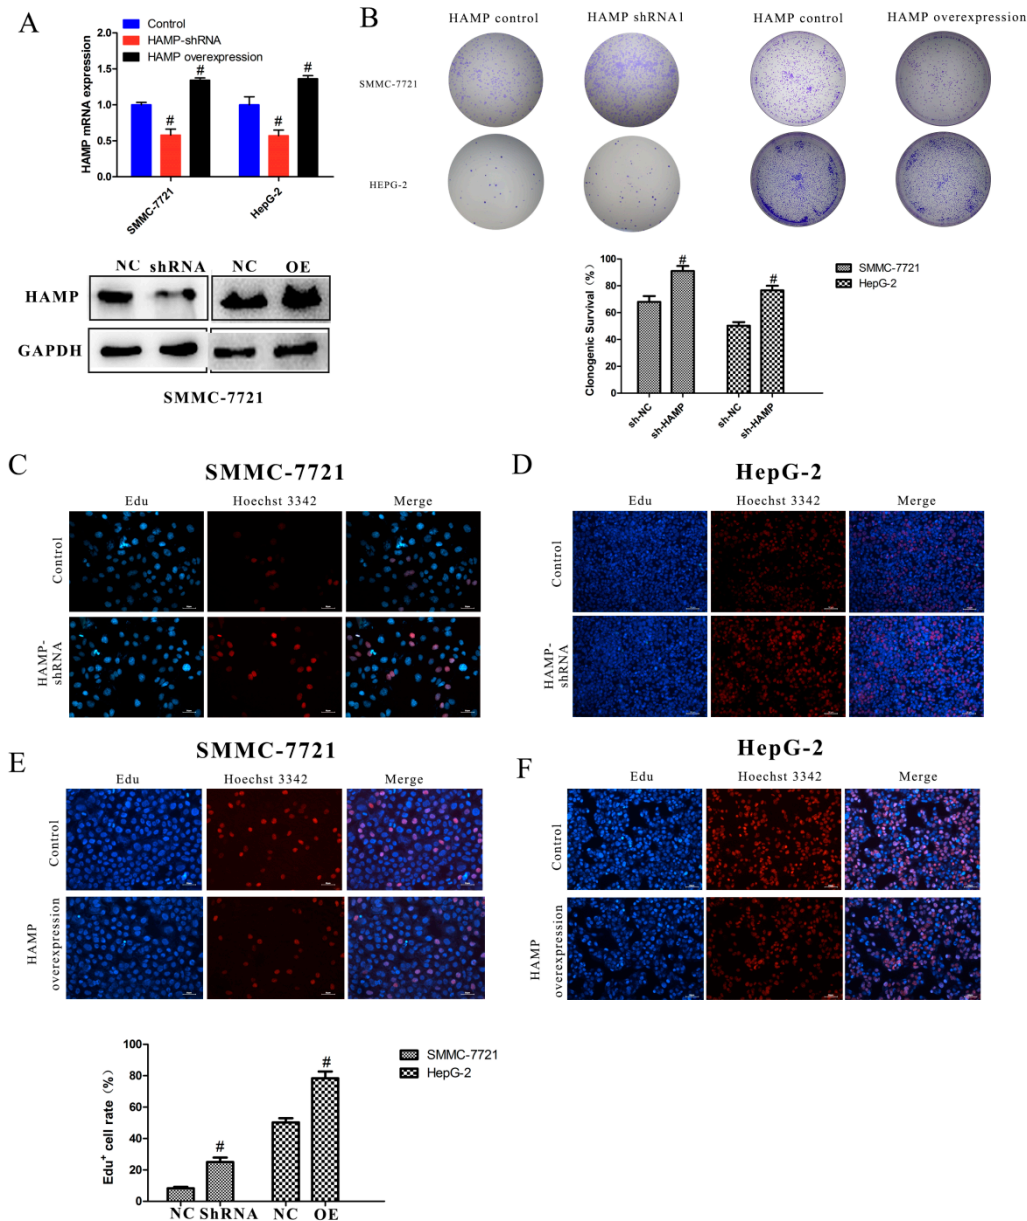 A
Control
HAMP-shRNA
HAMP overexpression
HAMP mRNA expression
2.0
1.5
1.0
0.5
0.0
# # # #
SMMC-7721 HepG-2
NC shRNA NC OE
HAMP
GAPDH
SMMC-7721
B
HAMP control HAMP shRNA1 HAMP control HAMP overexpression
SMMC-7721
HEPG-2
Clonogenic Survival (%)
100
80
60
40
20
0
# #
SMMC-7721
HepG-2
sh-NC sh-HAMP sh-NC sh-HAMP
C
SMMC-7721
Edu Hoechst 3342 Merge
Control
HAMP-
shRNA
D
HepG-2
Edu Hoechst 3342 Merge
Control
HAMP-
shRNA
E
SMMC-7721
Edu Hoechst 3342 Merge
Control
HAMP
overexpression
F
HepG-2
Edu Hoechst 3342 Merge
Control
HAMP
overexpression
Edu+ cell rate (%)
100
80
60
40
20
0
# #
SMMC-7721
HepG-2
NC ShRNA NC OE